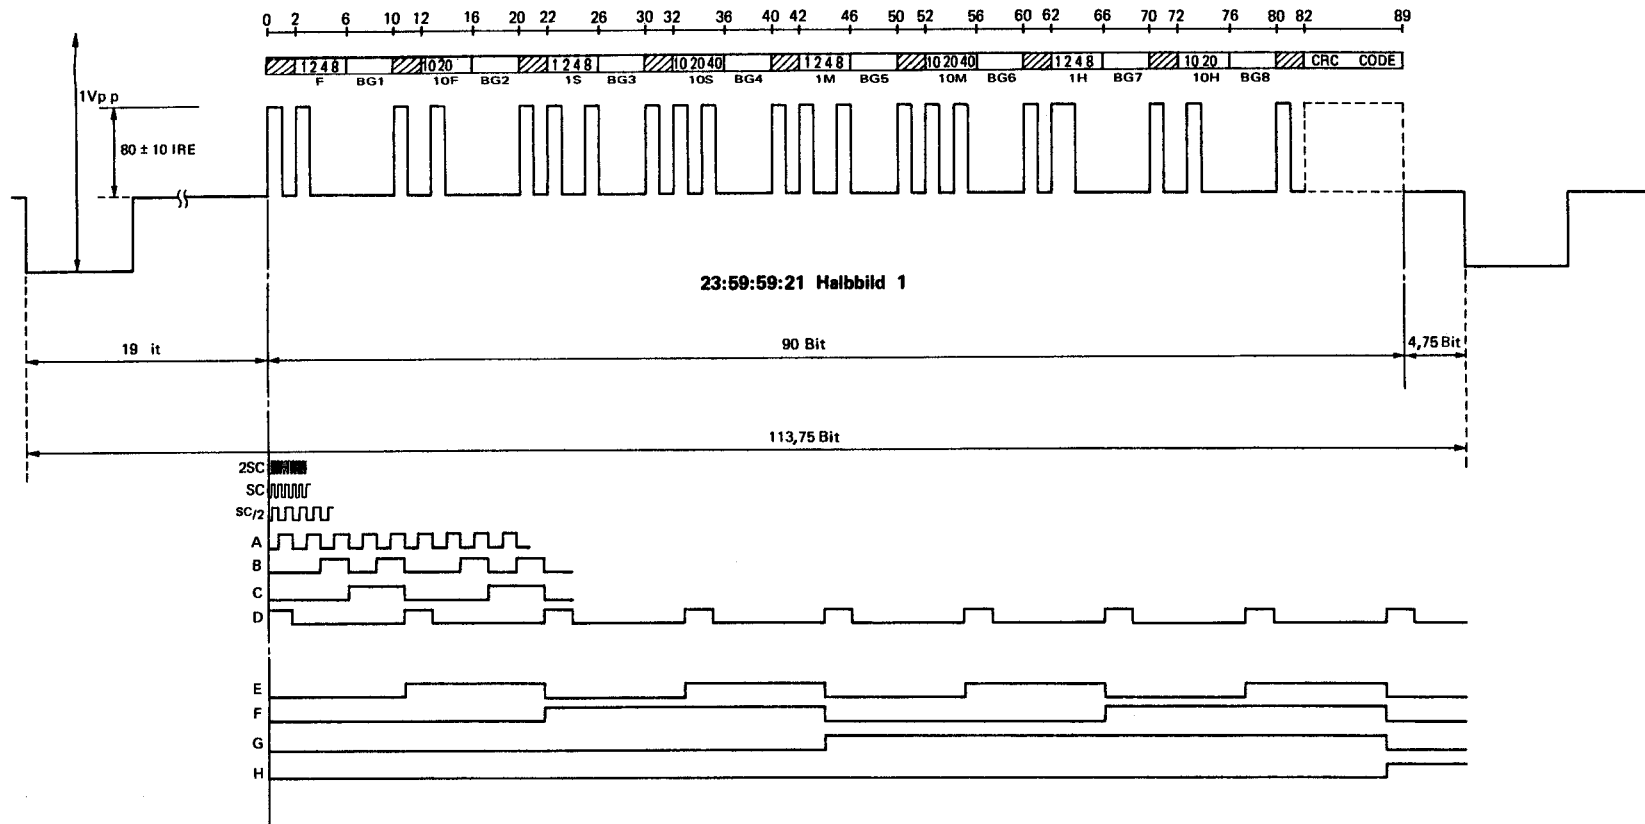 0 2 6 10 12 16 20 22 26 30 32 36 40 42 46 50 52 56 60 62 66 70 72 76 80 82 89
1 2 4 8 10 20 1 2 4 8 10 20 40 1 2 4 8 10 20 40 1 2 4 8 10 20 CRC CODE
F BG1 10F BG2 1S BG3 10S BG4 1M BG5 10M BG6 1H BG7 10H BG8
1Vpp
80 ± 10 IRE
23:59:59:21 Halbbild 1
19 it 90 Bit 4,75 Bit
113,75 Bit
2SC
SC
SC/2
A
B
C
D
E
F
G
H